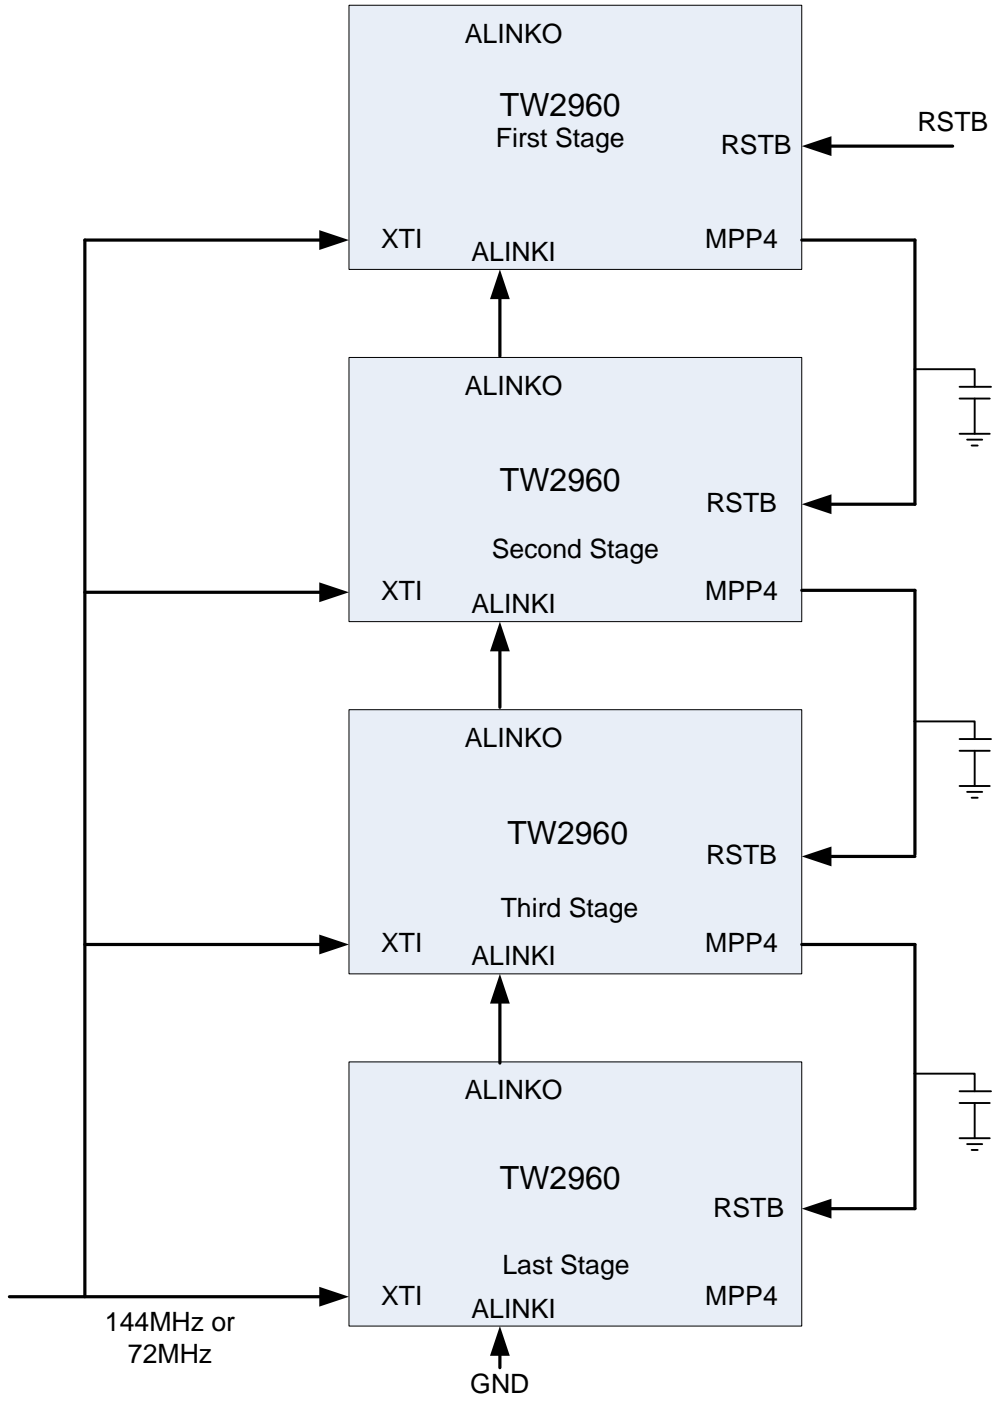 ALINKO
TW2960
First Stage
RSTB
RSTB
XTI
ALINKI
MPP4
ALINKO
TW2960
RSTB
Second Stage
XTI
ALINKI
MPP4
ALINKO
TW2960
RSTB
Third Stage
XTI
ALINKI
MPP4
ALINKO
TW2960
RSTB
Last Stage
XTI
ALINKI
MPP4
144MHz or
72MHz
GND